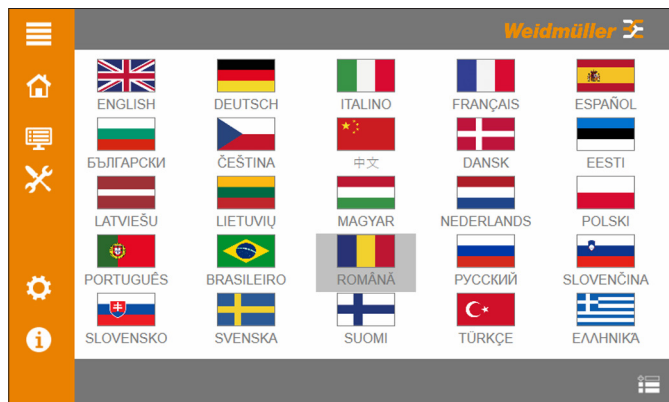 Weidmüller
ENGLISH DEUTSCH ITALINO FRANÇAIS ESPAÑOL
БЪЛГАРСКИ ČEŠTINA 中文 DANSK EESTI
LATVIEŠU LIETUVIŲ MAGYAR NEDERLANDS POLSKI
PORTUGUÊS BRASILEIRO ROMÂNĂ РУССКИЙ SLOVENČINA
SLOVENSKO SVENSKA SUOMI TÜRKÇE ΕΛΛΗΝΙΚΆ